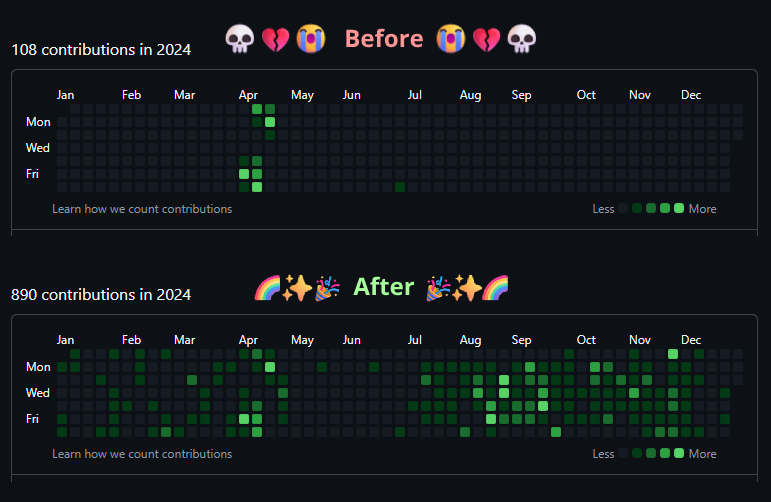 💀💔😭 Before 😭💔💀
108 contributions in 2024
Jan Feb Mar Apr May Jun Jul Aug Sep Oct Nov Dec
Mon
Wed
Fri
Learn how we count contributions Less More
🌈✨🎉 After 🎉✨🌈
890 contributions in 2024
Jan Feb Mar Apr May Jun Jul Aug Sep Oct Nov Dec
Mon
Wed
Fri
Learn how we count contributions Less More